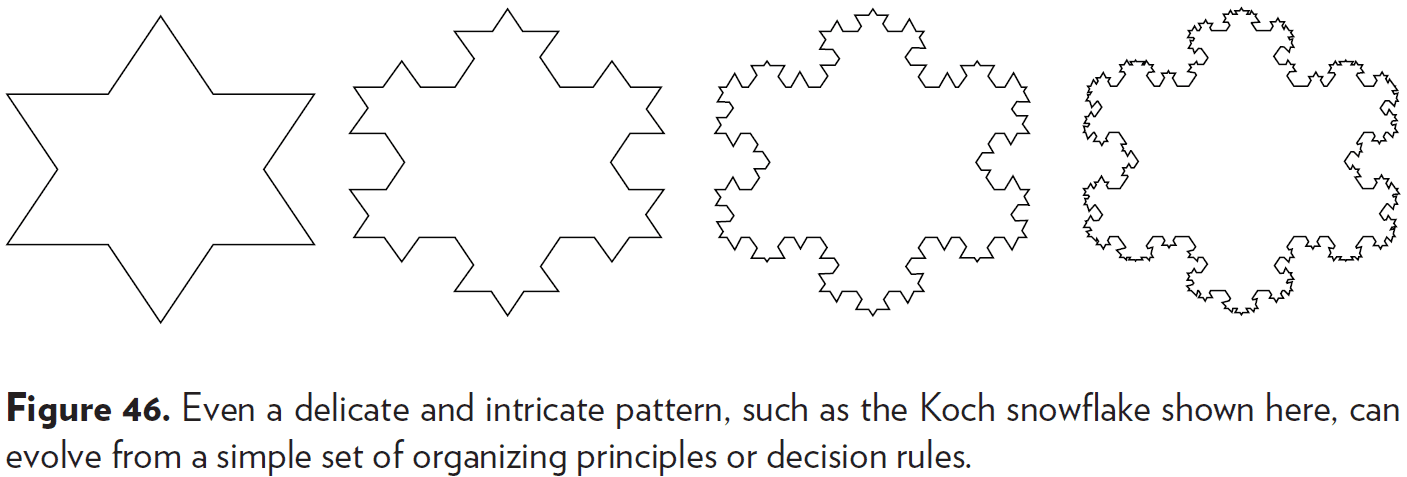 Figure 46. Even a delicate and intricate pattern, such as the Koch snowflake shown here, can
evolve from a simple set of organizing principles or decision rules.